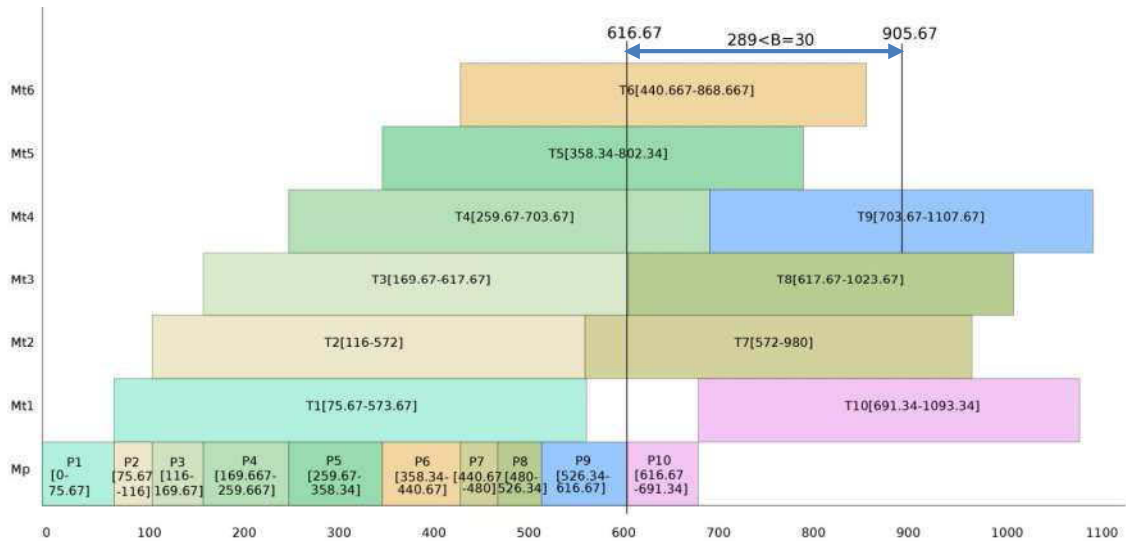 616.67
905.67
289<B=30
Mt6
T6[440.667-868.667]
Mt5
T5[358.34-802.34]
Mt4
T4[259.67-703.67]
T9[703.67-1107.67]
Mt3
T3[169.67-617.67]
T8[617.67-1023.67]
Mt2
T2[116-572]
T7[572-980]
Mt1
T1[75.67-573.67]
T10[691.34-1093.34]
Mp
P1
[0-
75.67]
P2
[75.67
-116]
P3
[116-
169.67]
P4
[169.667-
259.667]
P5
[259.67-
358.34]
P6
[358.34-
440.67]
P7
[440.67
-480]
P8
[480-
526.34]
P9
[526.34-
616.67]
P10
[616.67
-691.34]
0 100 200 300 400 500 600 700 800 900 1000 1100